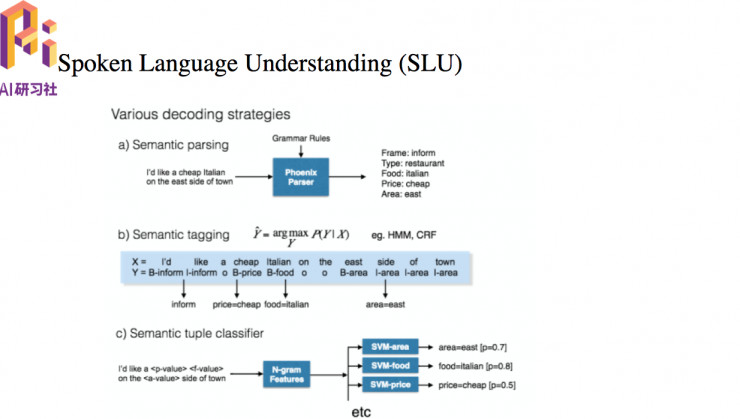 AI研习社
Spoken Language Understanding (SLU)
Various decoding strategies
a) Semantic parsing
Grammar Rules
I'd like a cheap Italian
on the east side of town
Phoenix
Parser
Frame: inform
Type: restaurant
Food: italian
Price: cheap
Area: east
b) Semantic tagging Ŷ = argmax P(Y | X) eg. HMM, CRF
Y
X = I'd like a cheap Italian on the east side of town
Y = B-inform I-inform o B-price B-food o o B-area I-area I-area I-area
inform price=cheap food=italian area=east
c) Semantic tuple classifier
I'd like a <p-value> <f-value>
on the <a-value> side of town
N-gram
Features
SVM-area area=east [p=0.7]
SVM-food food=italian [p=0.8]
SVM-price price=cheap [p=0.5]
etc